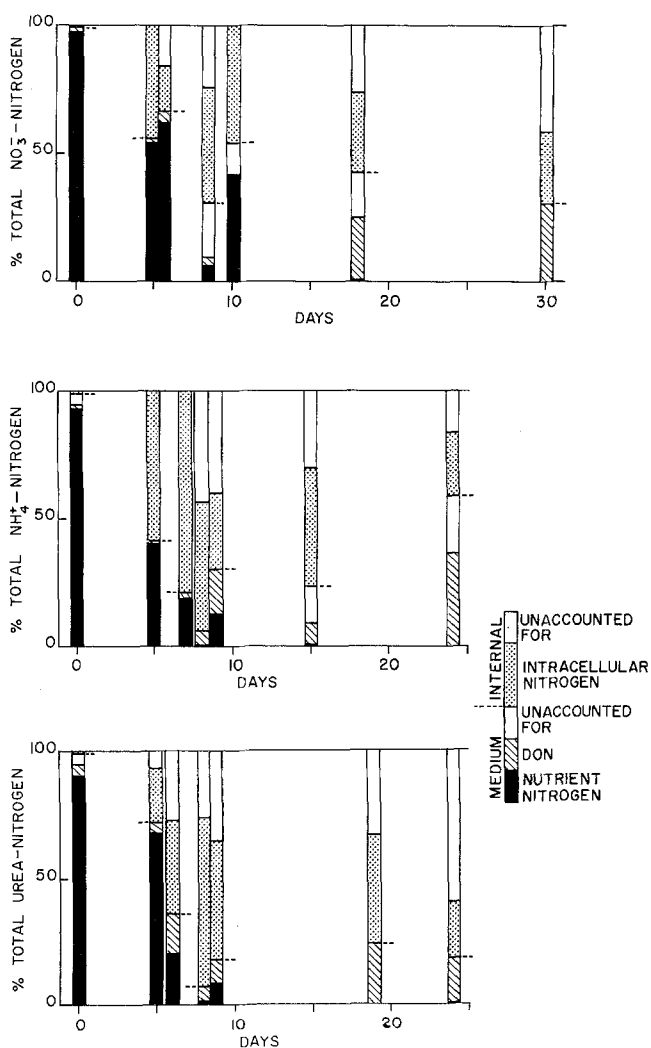 % TOTAL NO₃⁻-NITROGEN
100
50
0
0
10
20
30
DAYS
% TOTAL NH₄⁺-NITROGEN
100
50
0
0
10
20
DAYS
% TOTAL UREA-NITROGEN
100
50
0
0
10
20
DAYS
INTERNAL
MEDIUM
UNACCOUNTED
FOR
INTRACELLULAR
NITROGEN
UNACCOUNTED
FOR
DON
NUTRIENT
NITROGEN